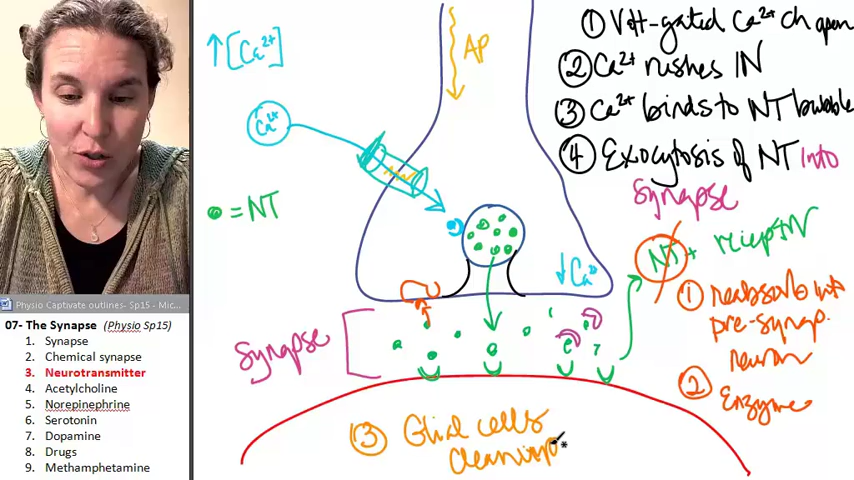 ↑[Ca²⁺]
AP
① Volt-gated Ca²⁺ Ch open
② Ca²⁺ rushes IN
③ Ca²⁺ binds to NT bubble
④ Exocytosis of NT into
Synapse
Ca²⁺
= NT
↓Ca²⁺
NT + receptor
① Reabsorb into
pre-synap.
neuron
② Enzyme
Synapse
③ Glial cells
cleaning
Physio Captivate outlines- Sp15 - Mic...
07- The Synapse (Physio Sp15)
1. Synapse
2. Chemical synapse
3. Neurotransmitter
4. Acetylcholine
5. Norepinephrine
6. Serotonin
7. Dopamine
8. Drugs
9. Methamphetamine